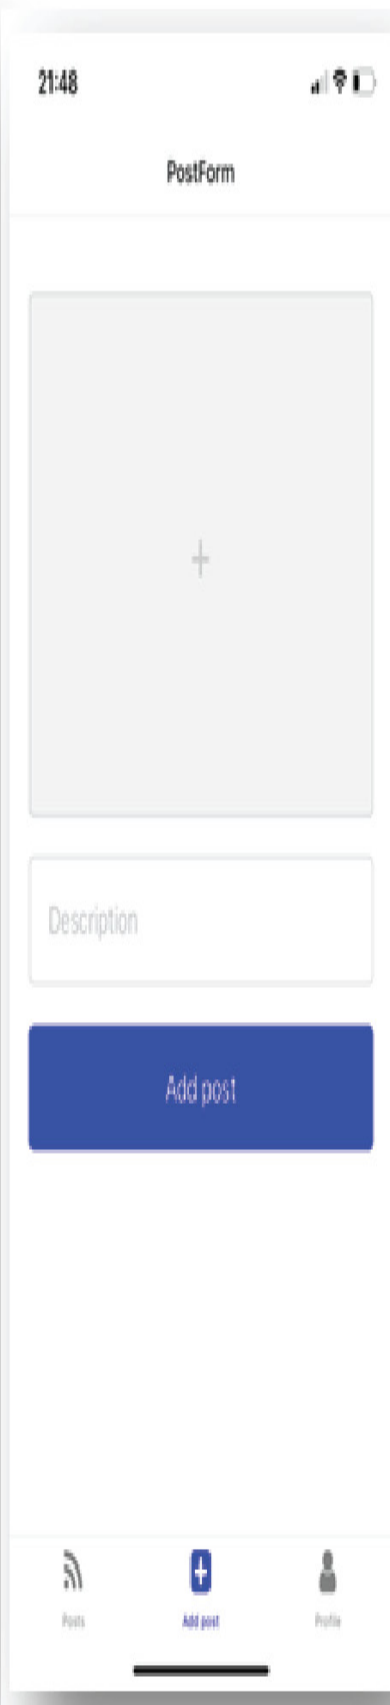 21:48
PostForm
Description
Add post
Posts
Add post
Profile